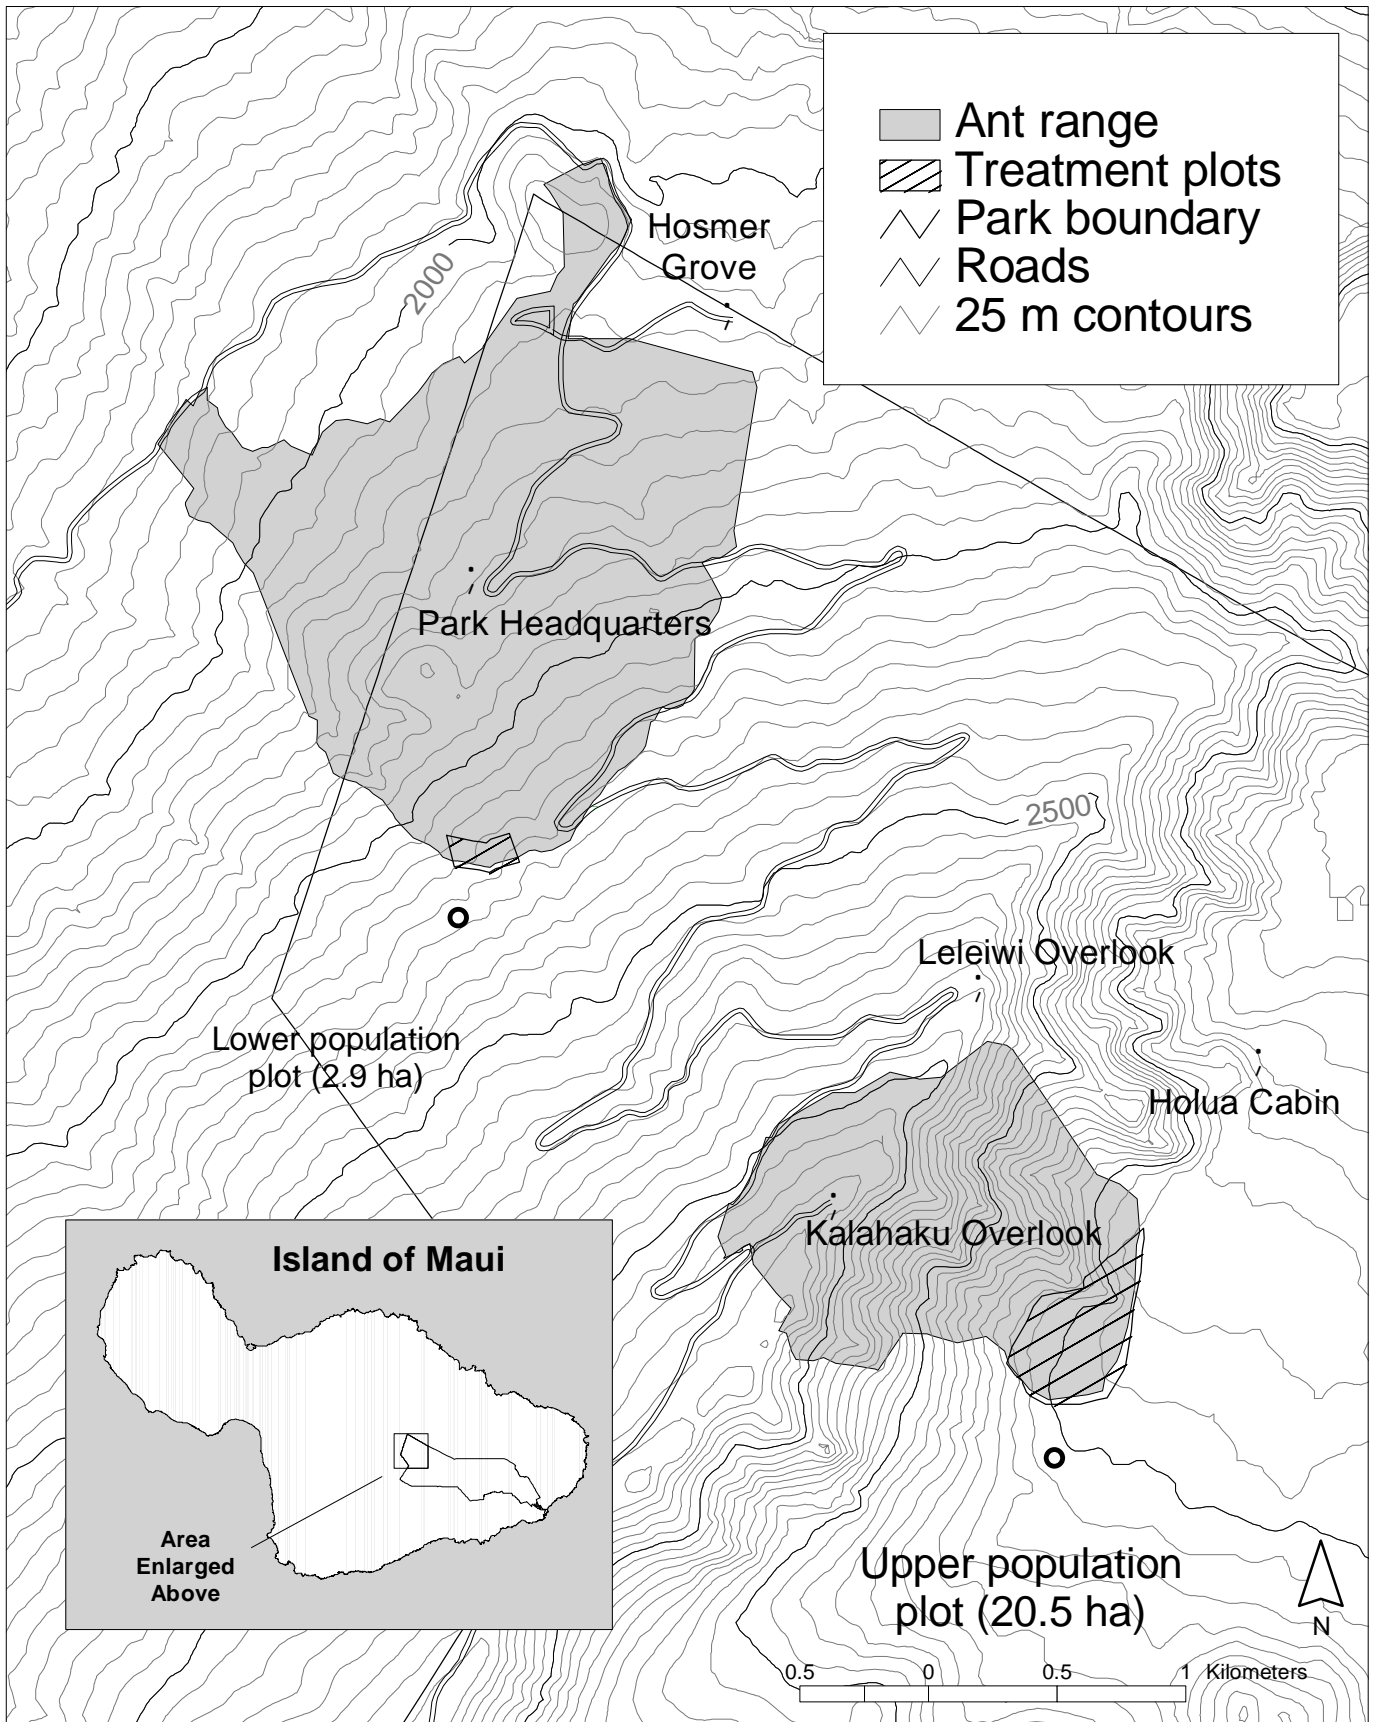 Ant range
Treatment plots
Park boundary
Roads
25 m contours
Hosmer
Grove
2000
Park Headquarters
2500
Leleiwi Overlook
Lower population
plot (2.9 ha)
Holua Cabin
Kalahaku Overlook
Island of Maui
Area
Enlarged
Above
Upper population
plot (20.5 ha)
N
0.5 0 0.5 1 Kilometers